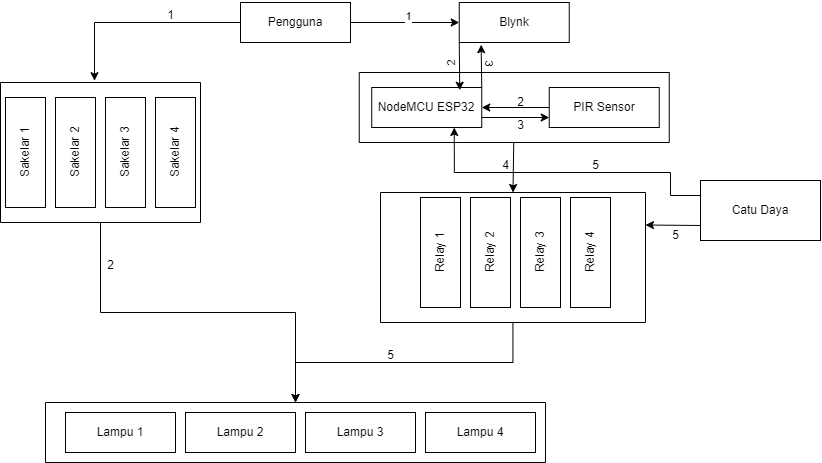 1
Pengguna
1
Blynk
2
3
NodeMCU ESP32
2
3
PIR Sensor
Sakelar 1
Sakelar 2
Sakelar 3
Sakelar 4
4
5
Catu Daya
5
Relay 1
Relay 2
Relay 3
Relay 4
2
5
Lampu 1
Lampu 2
Lampu 3
Lampu 4